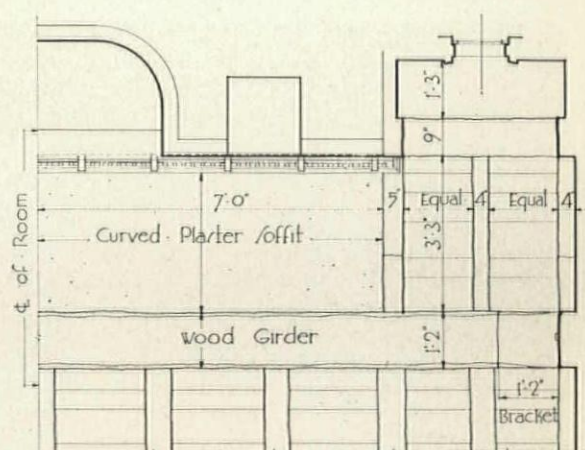 1'-3"
9"
7'-0"
5"
Equal
4"
Equal
4"
Curved Plaster Soffit
3'-3"
℄ of Room
Wood Girder
1'-2"
1'-2"
Bracket